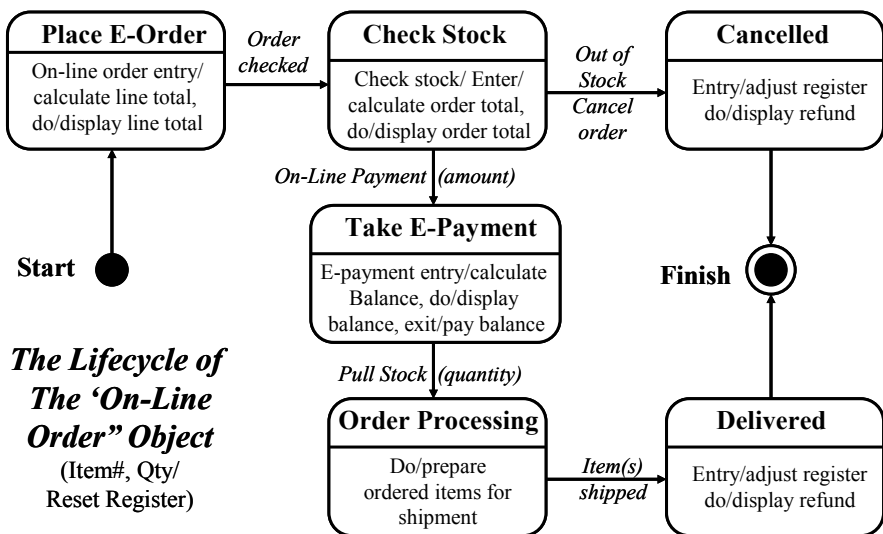 Place E-Order
On-line order entry/
calculate line total,
do/display line total
Order
checked
Check Stock
Check stock/ Enter/
calculate order total,
do/display order total
Out of
Stock
Cancel
order
Cancelled
Entry/adjust register
do/display refund
On-Line Payment (amount)
Start
Take E-Payment
E-payment entry/calculate
Balance, do/display
balance, exit/pay balance
Finish
Pull Stock (quantity)
The Lifecycle of
The ‘On-Line
Order” Object
(Item#, Qty/
Reset Register)
Order Processing
Do/prepare
ordered items for
shipment
Item(s)
shipped
Delivered
Entry/adjust register
do/display refund